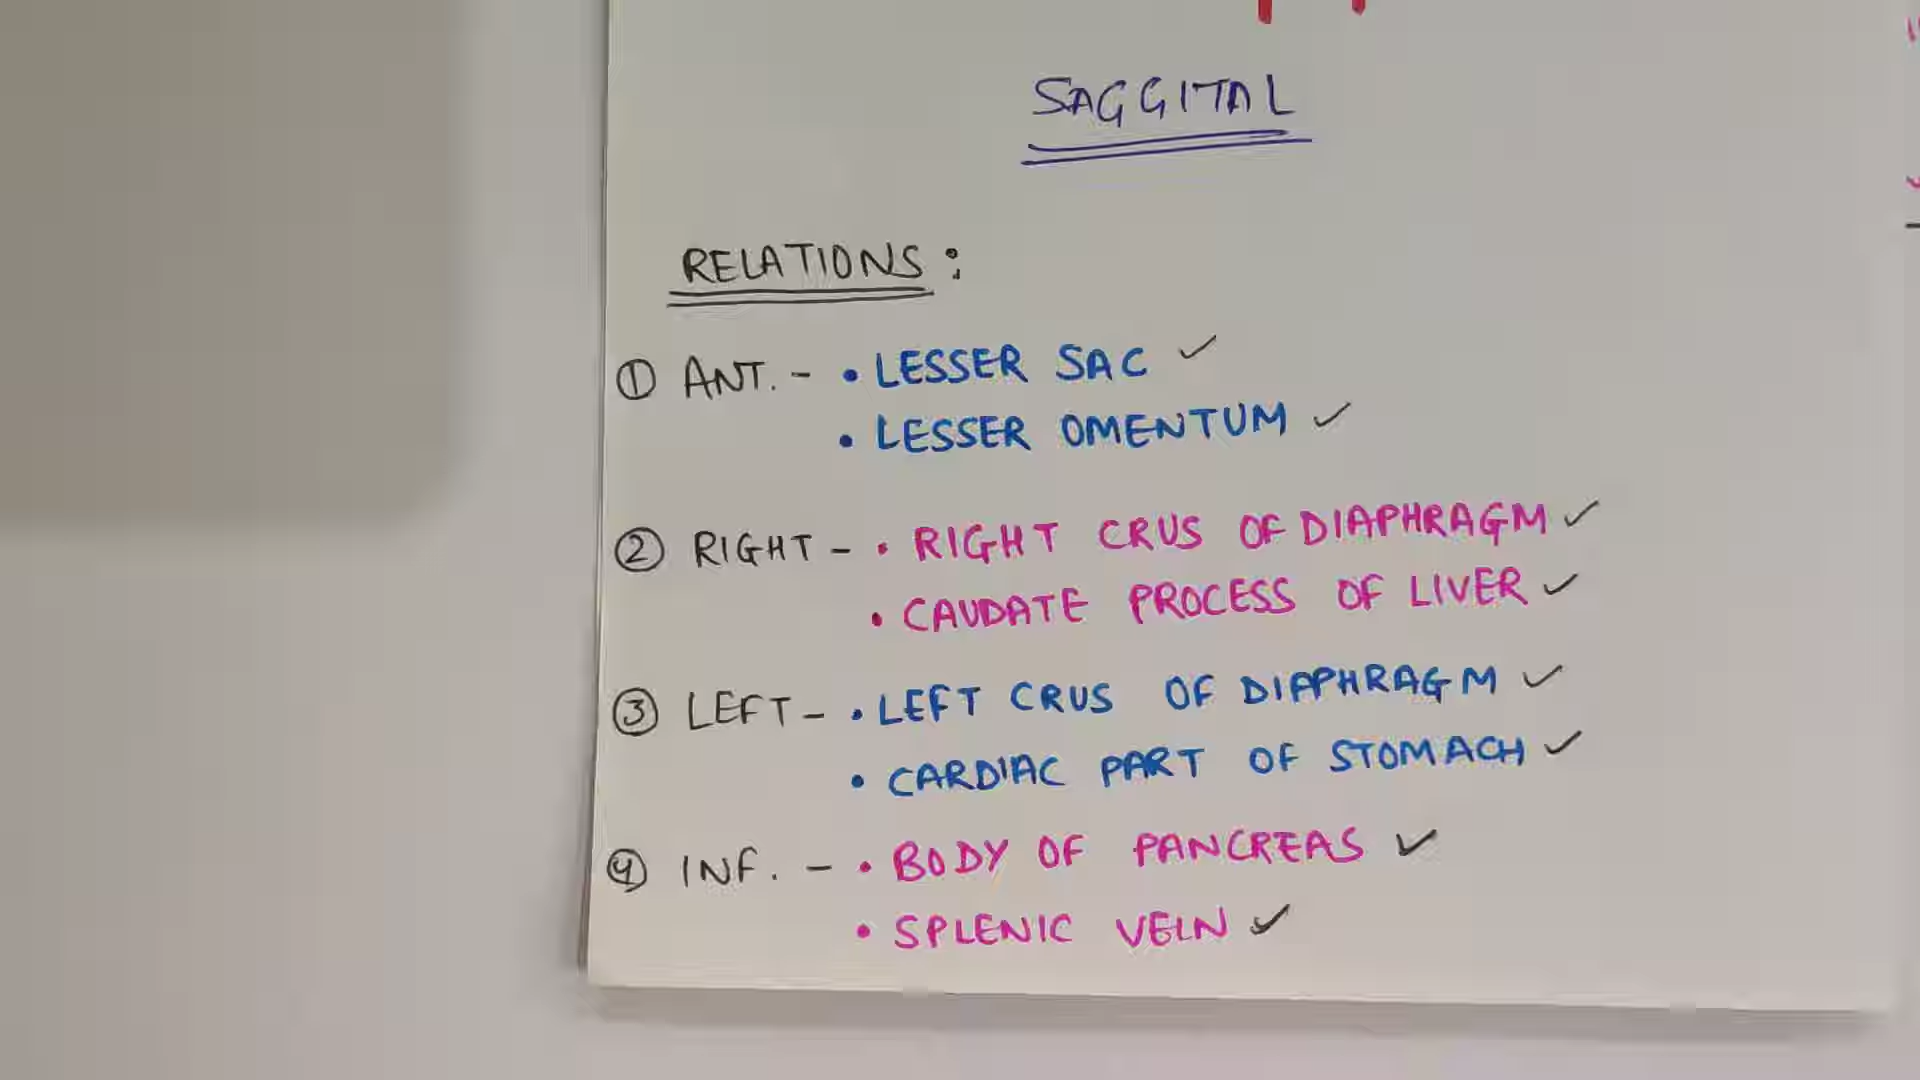 SAGGITAL
RELATIONS :
① ANT. - • LESSER SAC ✓
• LESSER OMENTUM ✓
② RIGHT - • RIGHT CRUS OF DIAPHRAGM ✓
• CAUDATE PROCESS OF LIVER ✓
③ LEFT - • LEFT CRUS OF DIAPHRAGM ✓
• CARDIAC PART OF STOMACH ✓
④ INF. - • BODY OF PANCREAS ✓
• SPLENIC VEIN ✓